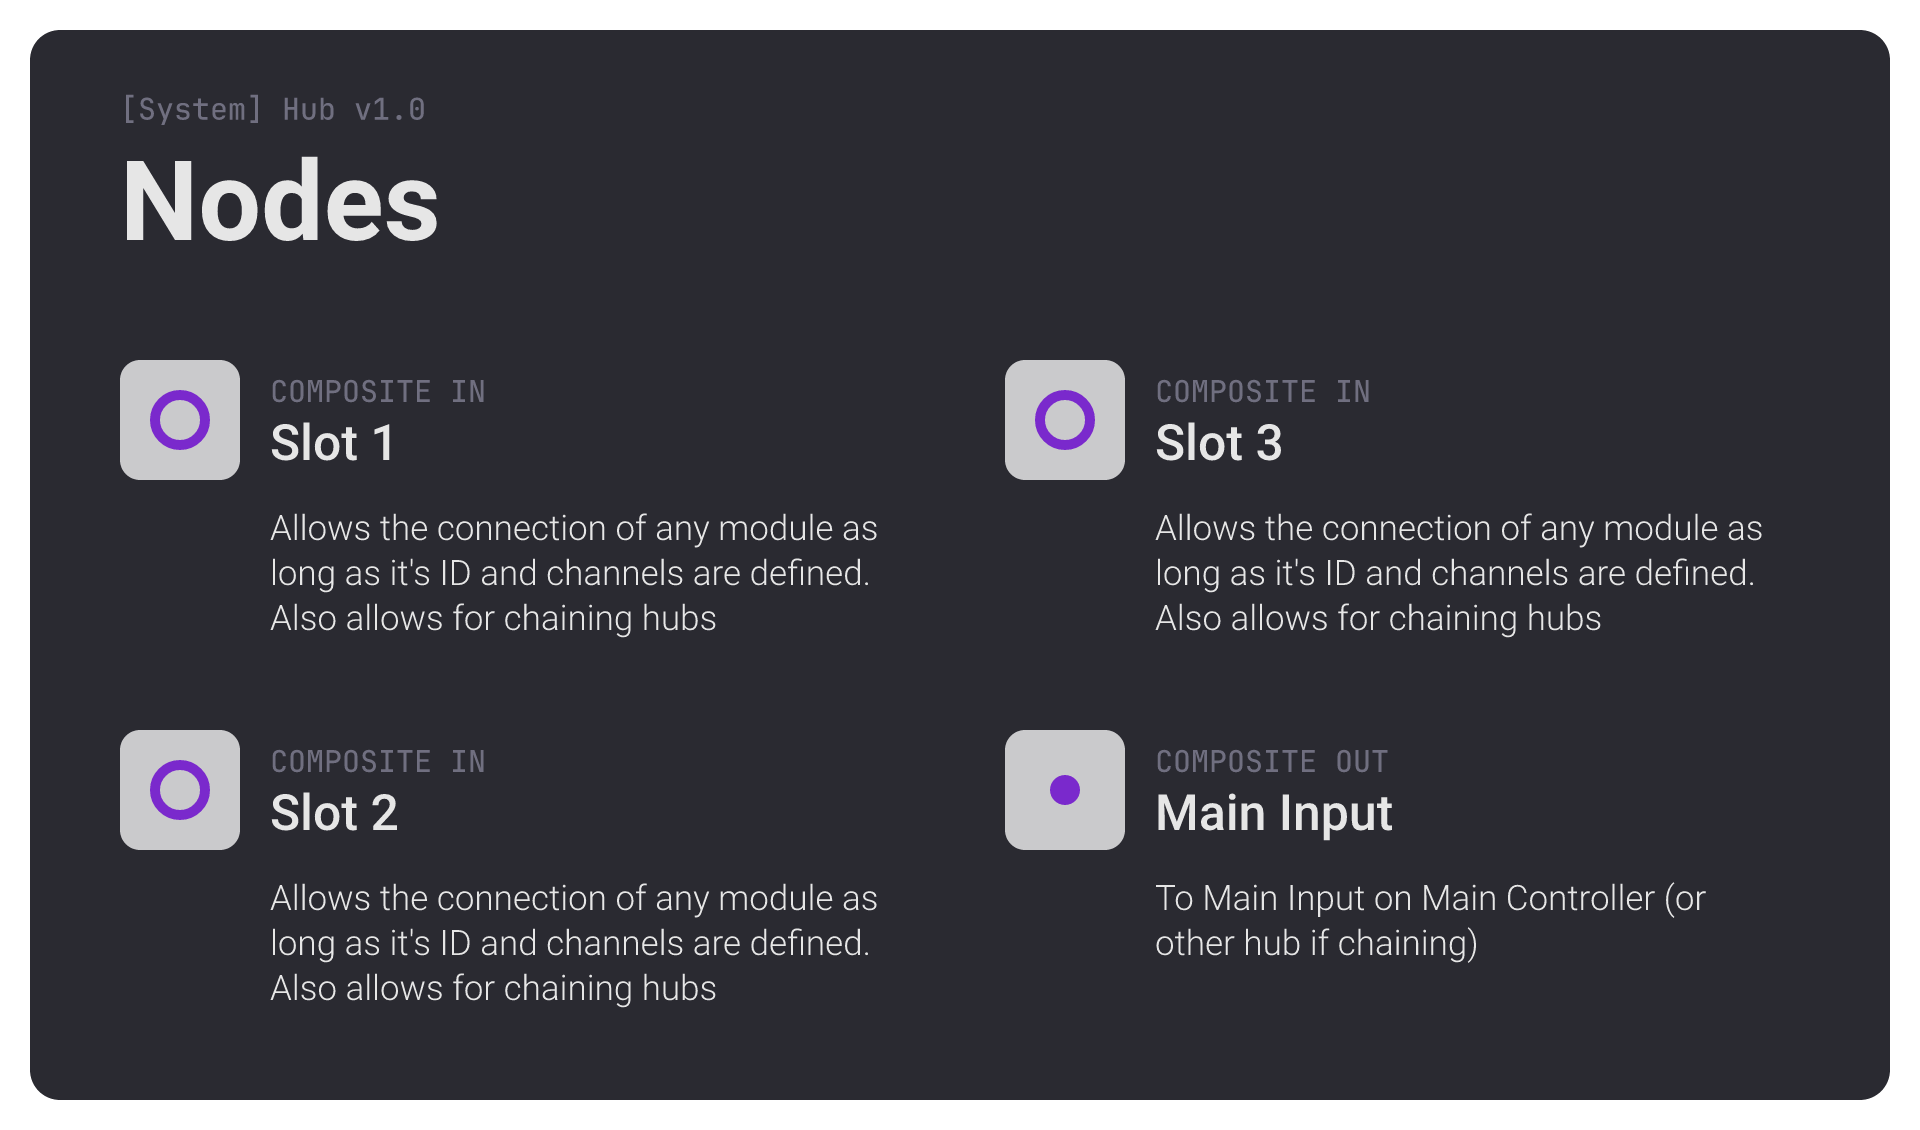 [System] Hub v1.0
Nodes
COMPOSITE IN
Slot 1
Allows the connection of any module as
long as it's ID and channels are defined.
Also allows for chaining hubs
COMPOSITE IN
Slot 2
Allows the connection of any module as
long as it's ID and channels are defined.
Also allows for chaining hubs
COMPOSITE IN
Slot 3
Allows the connection of any module as
long as it's ID and channels are defined.
Also allows for chaining hubs
COMPOSITE OUT
Main Input
To Main Input on Main Controller (or
other hub if chaining)